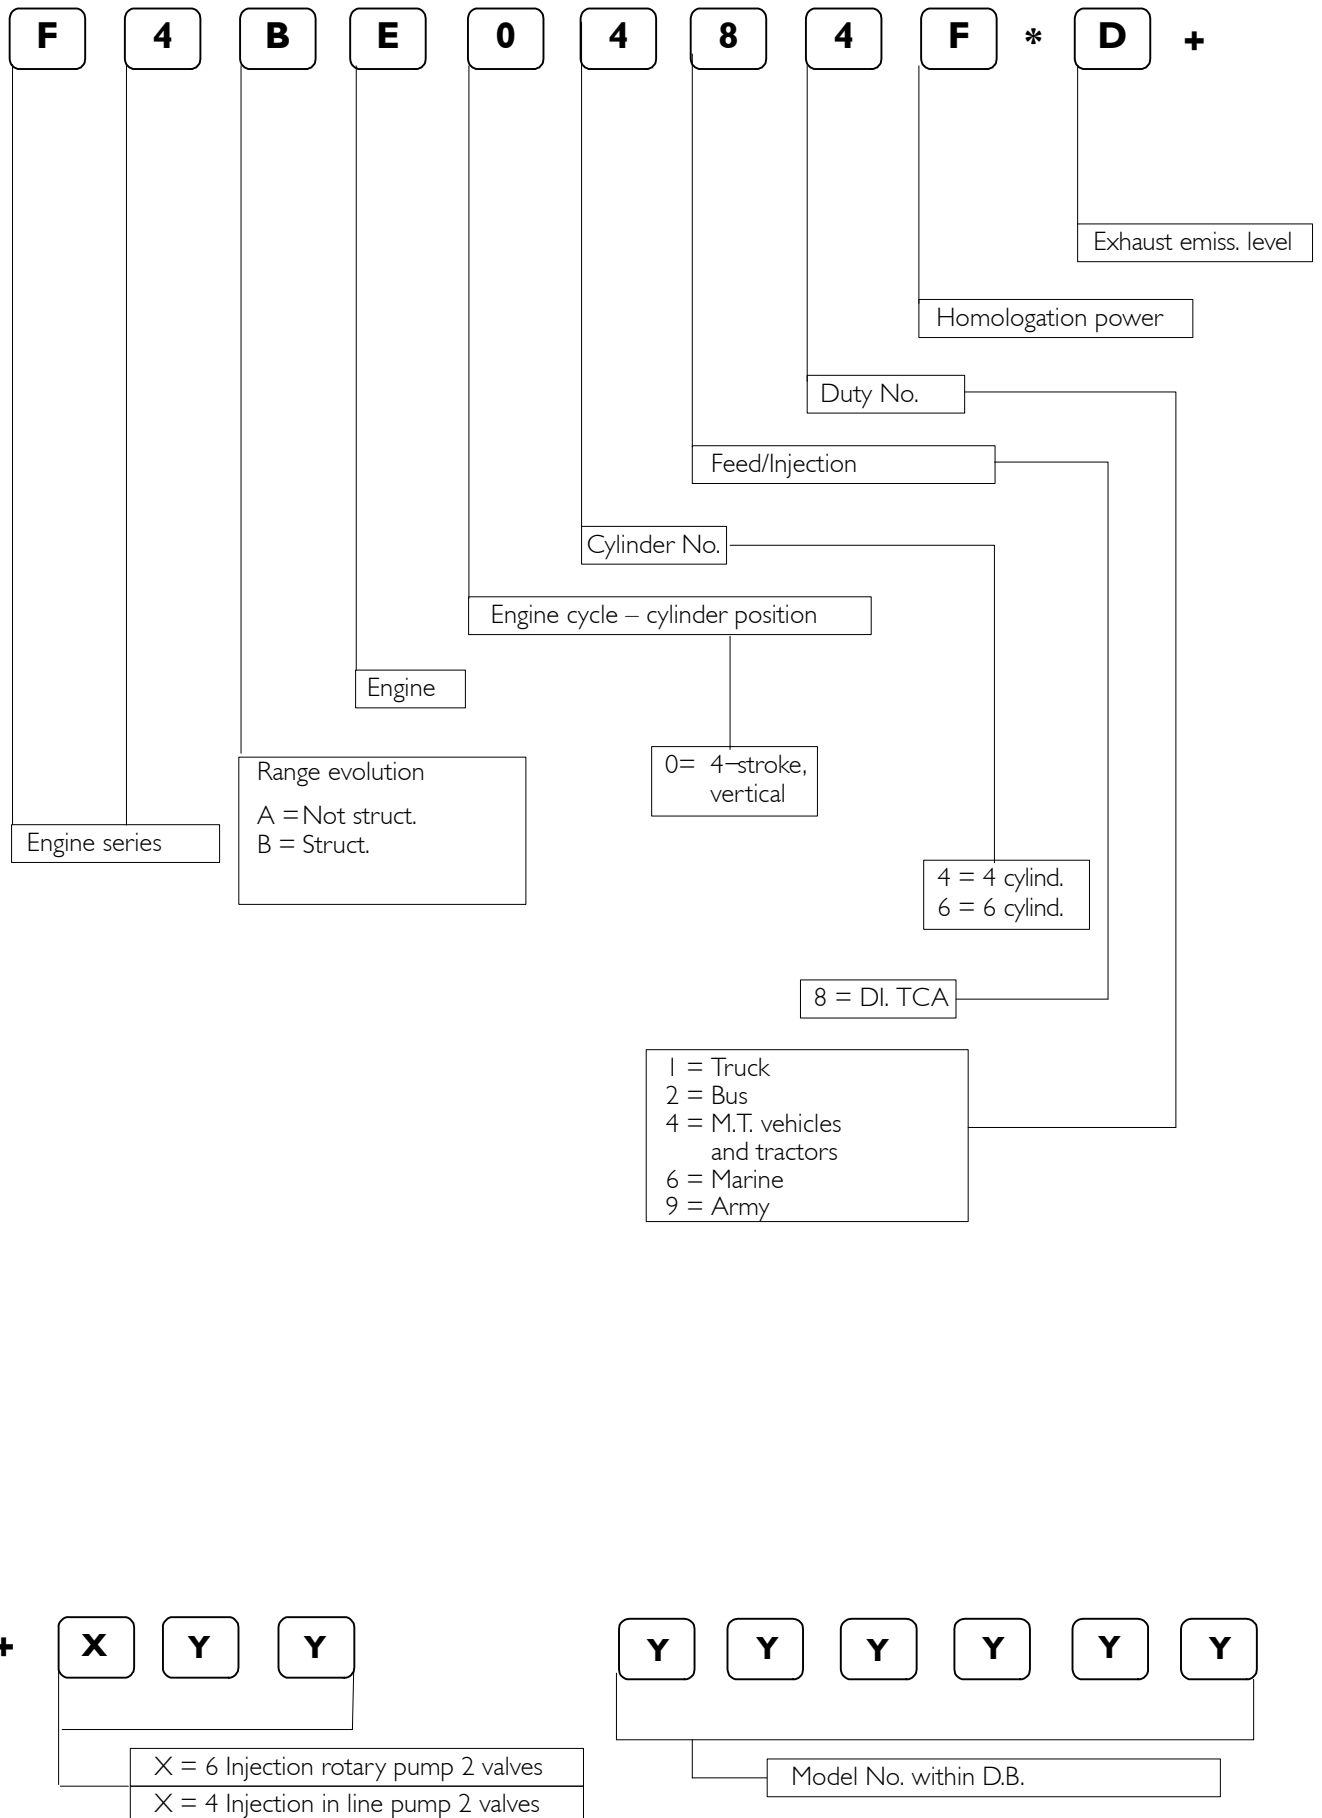 F 4 B E 0 4 8 4 F * D +
Exhaust emiss. level
Homologation power
Duty No.
Feed/Injection
Cylinder No.
Engine cycle – cylinder position
Engine
Range evolution
A = Not struct.
B = Struct.
0= 4–stroke,
vertical
Engine series
4 = 4 cylind.
6 = 6 cylind.
8 = DI. TCA
1 = Truck
2 = Bus
4 = M.T. vehicles
and tractors
6 = Marine
9 = Army
+ X Y Y Y Y Y Y Y Y
X = 6 Injection rotary pump 2 valves
X = 4 Injection in line pump 2 valves
Model No. within D.B.